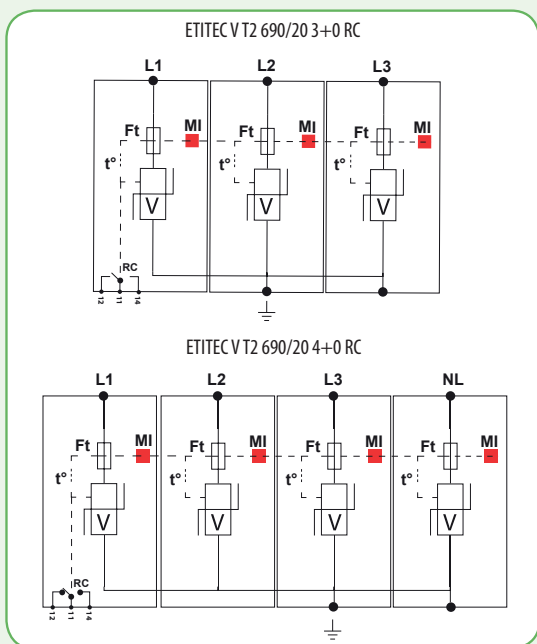 ETITEC V T2 690/20 3+0 RC
L1 L2 L3
Ft MI Ft MI Ft MI
t° t° t°
V V V
RC
12 11 14
ETITEC V T2 690/20 4+0 RC
L1 L2 L3 NL
Ft MI Ft MI Ft MI Ft MI
t° t° t° t°
V V V V
RC
12 11 14